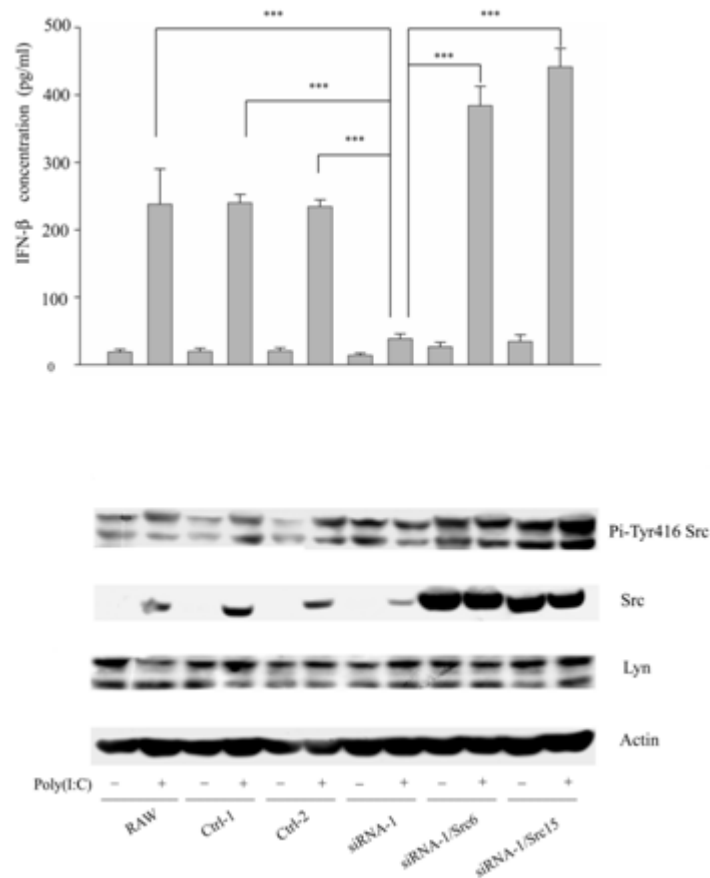 500
400
300
200
100
0
IFN-β concentration (pg/ml)
*** ***
***
***
***
Pi-Tyr416 Src
Src
Lyn
Actin
Poly(I:C) – + – + – + – + – + – +
RAW Ctrl-1 Ctrl-2 siRNA-1 siRNA-1/Src6 siRNA-1/Src15